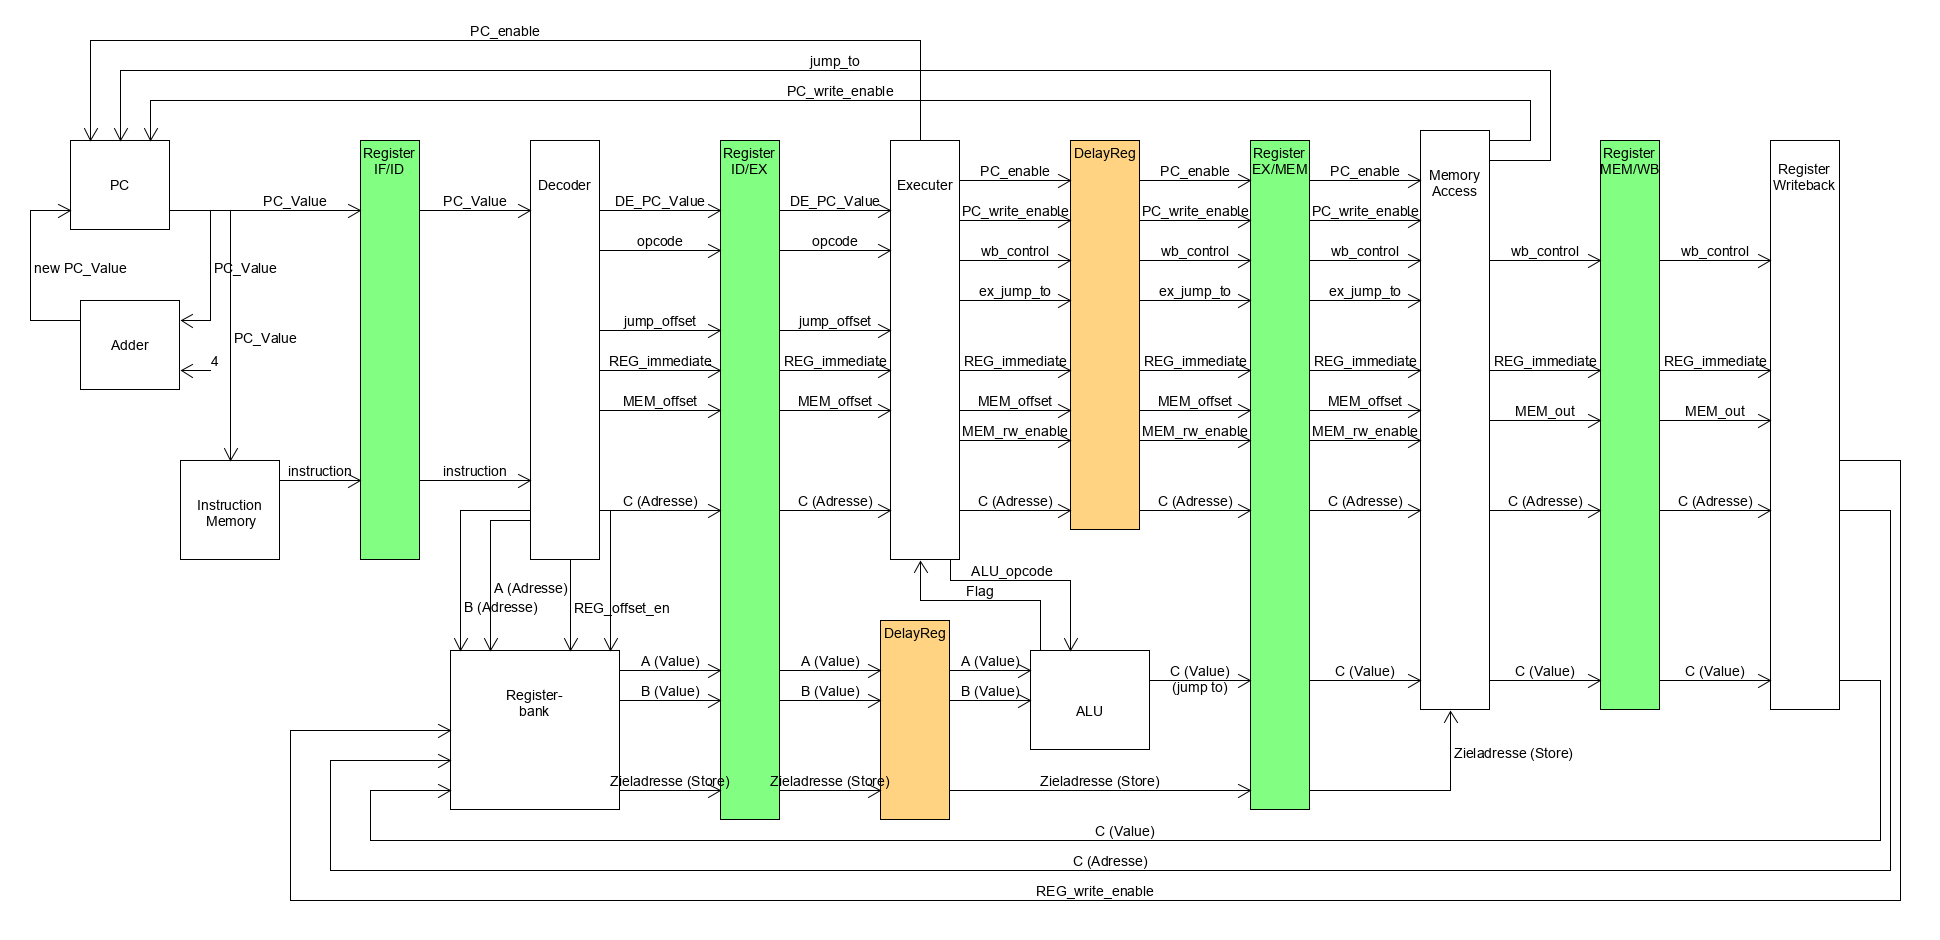 PC_enable
jump_to
PC_write_enable
Register
IF/ID
Register
ID/EX
DelayReg
Register
EX/MEM
Register
MEM/WB
PC
Decoder
Executer
Memory
Access
Register
Writeback
PC_enable
PC_enable
PC_enable
PC_Value
PC_Value
DE_PC_Value
DE_PC_Value
PC_write_enable
PC_write_enable
PC_write_enable
opcode
opcode
wb_control
wb_control
wb_control
wb_control
wb_control
new PC_Value
PC_Value
ex_jump_to
ex_jump_to
ex_jump_to
jump_offset
jump_offset
Adder
PC_Value
4
REG_immediate
REG_immediate
REG_immediate
REG_immediate
REG_immediate
REG_immediate
REG_immediate
MEM_offset
MEM_offset
MEM_offset
MEM_offset
MEM_offset
MEM_out
MEM_out
MEM_rw_enable
MEM_rw_enable
MEM_rw_enable
instruction
instruction
Instruction
Memory
C (Adresse)
C (Adresse)
C (Adresse)
C (Adresse)
C (Adresse)
C (Adresse)
C (Adresse)
ALU_opcode
Flag
A (Adresse)
B (Adresse)
REG_offset_en
DelayReg
A (Value)
A (Value)
A (Value)
B (Value)
B (Value)
B (Value)
C (Value)
(jump to)
C (Value)
C (Value)
C (Value)
Register-
bank
ALU
Zieladresse (Store)
Zieladresse (Store)
Zieladresse (Store)
Zieladresse (Store)
C (Value)
C (Adresse)
REG_write_enable